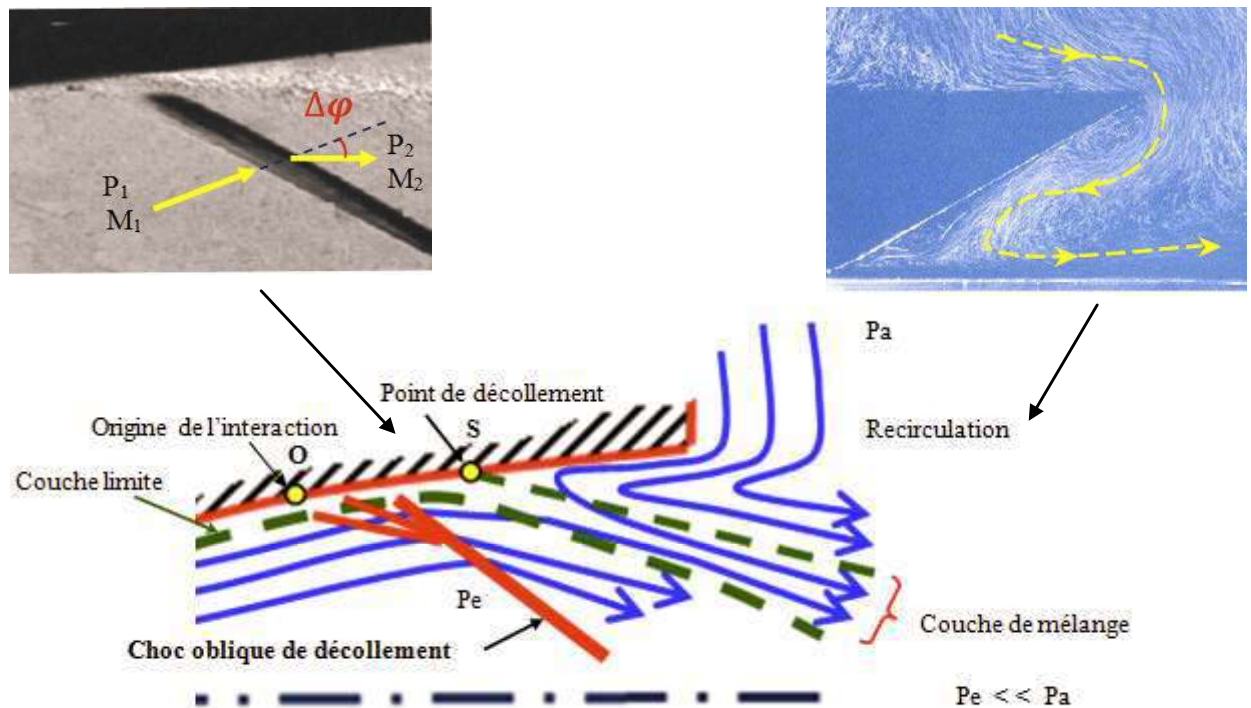 Δφ
P₂
M₂
P₁
M₁
Pa
Point de décollement
S
Recirculation
Origine de l'interaction
O
Couche limite
Pe
Couche de mélange
Choc oblique de décollement
Pe << Pa